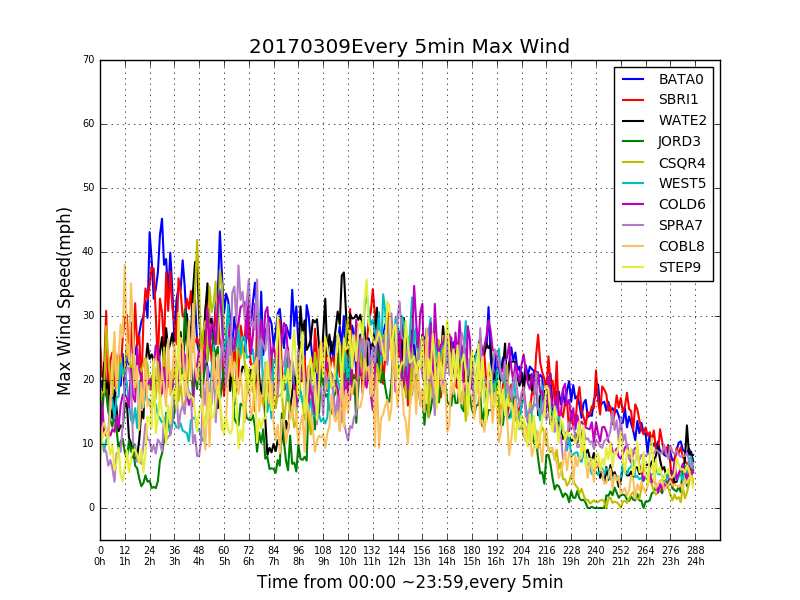 20170309Every 5min Max Wind
70
60
50
40
30
20
10
0
Max Wind Speed(mph)
BATA0
SBRI1
WATE2
JORD3
CSQR4
WEST5
COLD6
SPRA7
COBL8
STEP9
0 12 24 36 48 60 72 84 96 108 120 132 144 156 168 180 192 204 216 228 240 252 264 276 288
0h 1h 2h 3h 4h 5h 6h 7h 8h 9h 10h 11h 12h 13h 14h 15h 16h 17h 18h 19h 20h 21h 22h 23h 24h
Time from 00:00 ~23:59,every 5min